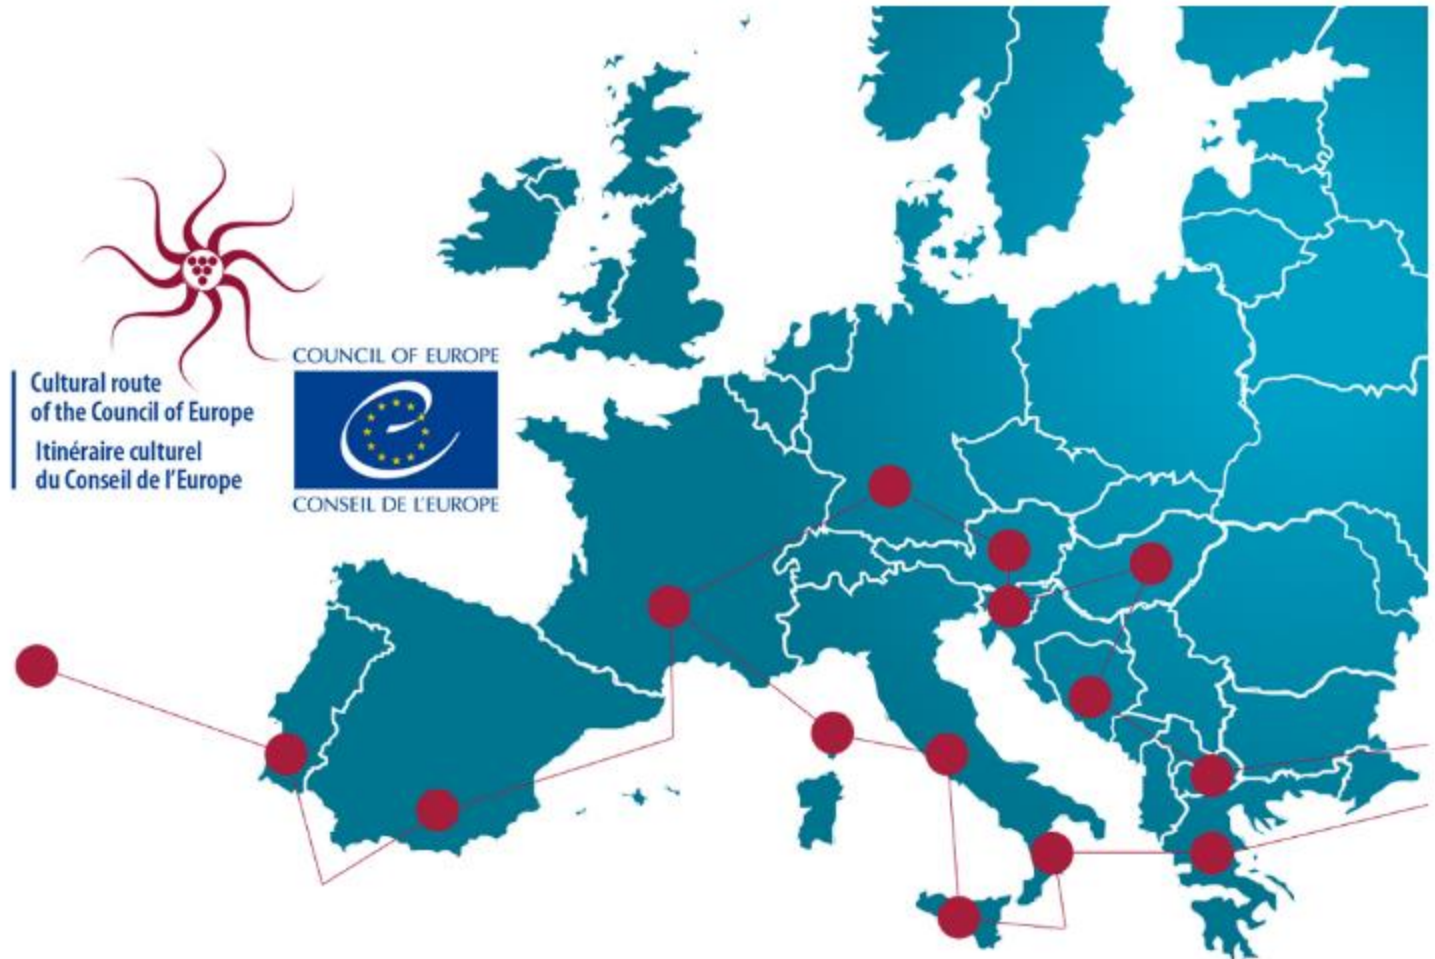 Cultural route
of the Council of Europe
Itinéraire culturel
du Conseil de l'Europe
COUNCIL OF EUROPE
CONSEIL DE L'EUROPE